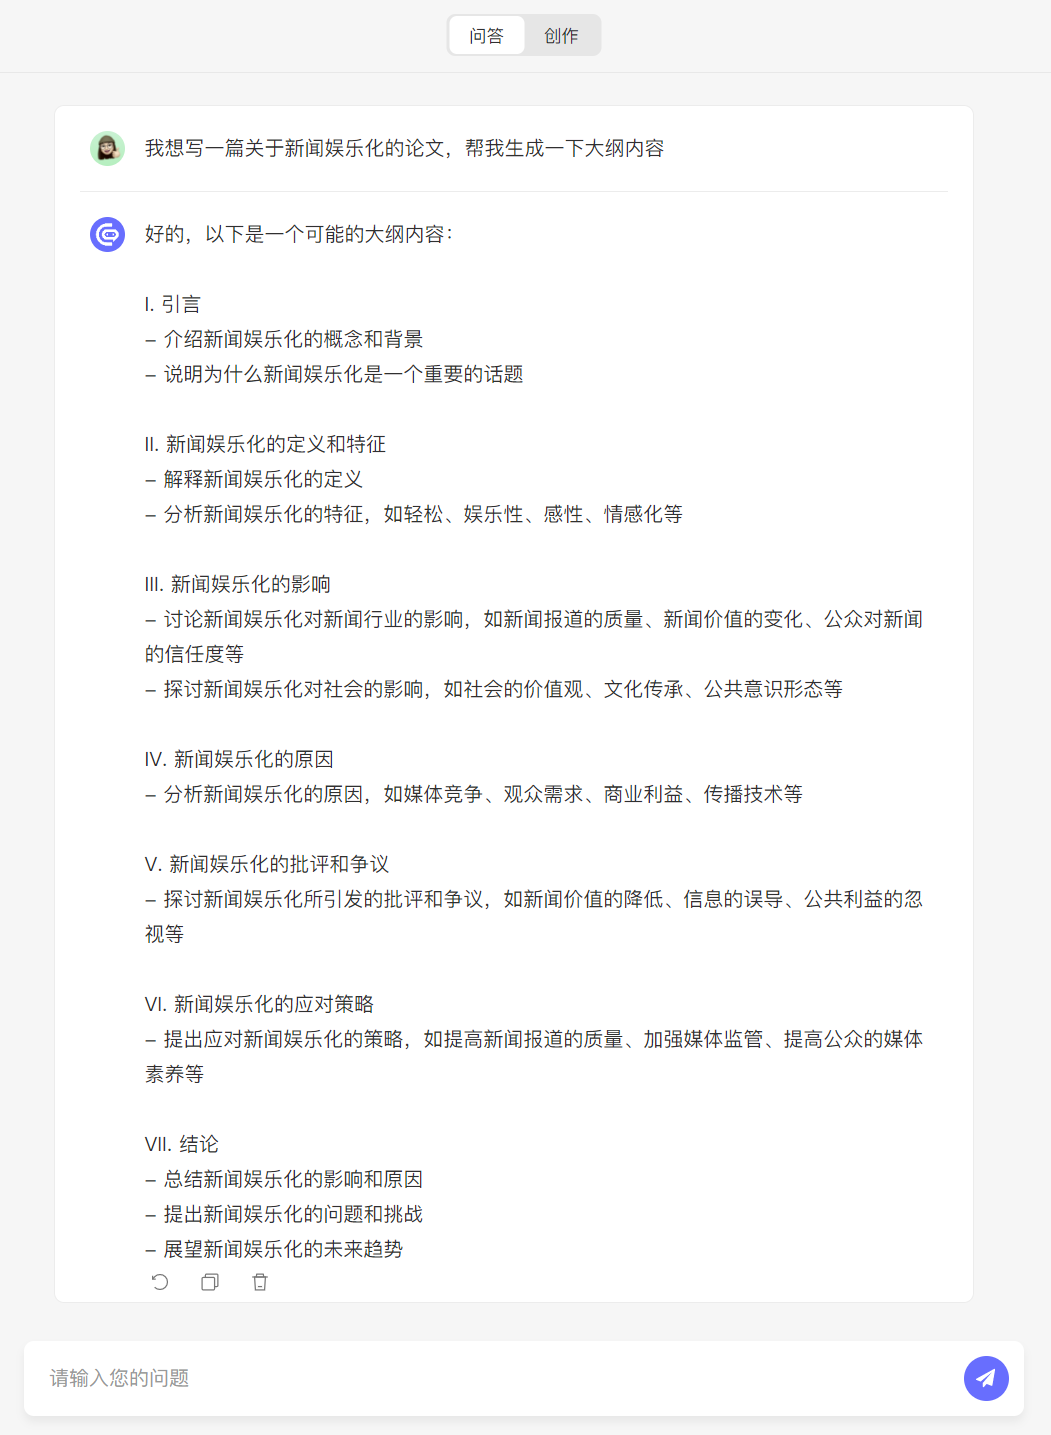 问答 创作
我想写一篇关于新闻娱乐化的论文，帮我生成一下大纲内容
好的，以下是一个可能的大纲内容：
I. 引言
– 介绍新闻娱乐化的概念和背景
– 说明为什么新闻娱乐化是一个重要的话题
II. 新闻娱乐化的定义和特征
– 解释新闻娱乐化的定义
– 分析新闻娱乐化的特征，如轻松、娱乐性、感性、情感化等
III. 新闻娱乐化的影响
– 讨论新闻娱乐化对新闻行业的影响，如新闻报道的质量、新闻价值的变化、公众对新闻
的信任度等
– 探讨新闻娱乐化对社会的影响，如社会的价值观、文化传承、公共意识形态等
IV. 新闻娱乐化的原因
– 分析新闻娱乐化的原因，如媒体竞争、观众需求、商业利益、传播技术等
V. 新闻娱乐化的批评和争议
– 探讨新闻娱乐化所引发的批评和争议，如新闻价值的降低、信息的误导、公共利益的忽
视等
VI. 新闻娱乐化的应对策略
– 提出应对新闻娱乐化的策略，如提高新闻报道的质量、加强媒体监管、提高公众的媒体
素养等
VII. 结论
– 总结新闻娱乐化的影响和原因
– 提出新闻娱乐化的问题和挑战
– 展望新闻娱乐化的未来趋势
请输入您的问题